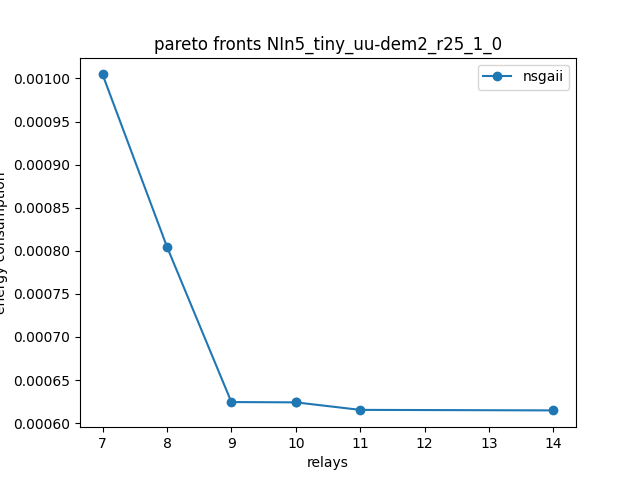 pareto fronts NIn5_tiny_uu-dem2_r25_1_0
nsgaii
0.00100
0.00095
0.00090
0.00085
0.00080
0.00075
0.00070
0.00065
0.00060
energy consumption
7 8 9 10 11 12 13 14
relays